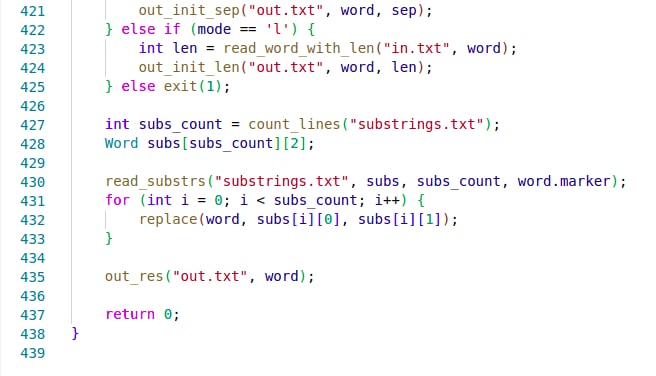 421 out_init_sep("out.txt", word, sep);
422 } else if (mode == 'l') {
423 int len = read_word_with_len("in.txt", word);
424 out_init_len("out.txt", word, len);
425 } else exit(1);
426
427 int subs_count = count_lines("substrings.txt");
428 Word subs[subs_count][2];
429
430 read_substrs("substrings.txt", subs, subs_count, word.marker);
431 for (int i = 0; i < subs_count; i++) {
432 replace(word, subs[i][0], subs[i][1]);
433 }
434
435 out_res("out.txt", word);
436
437 return 0;
438 }
439